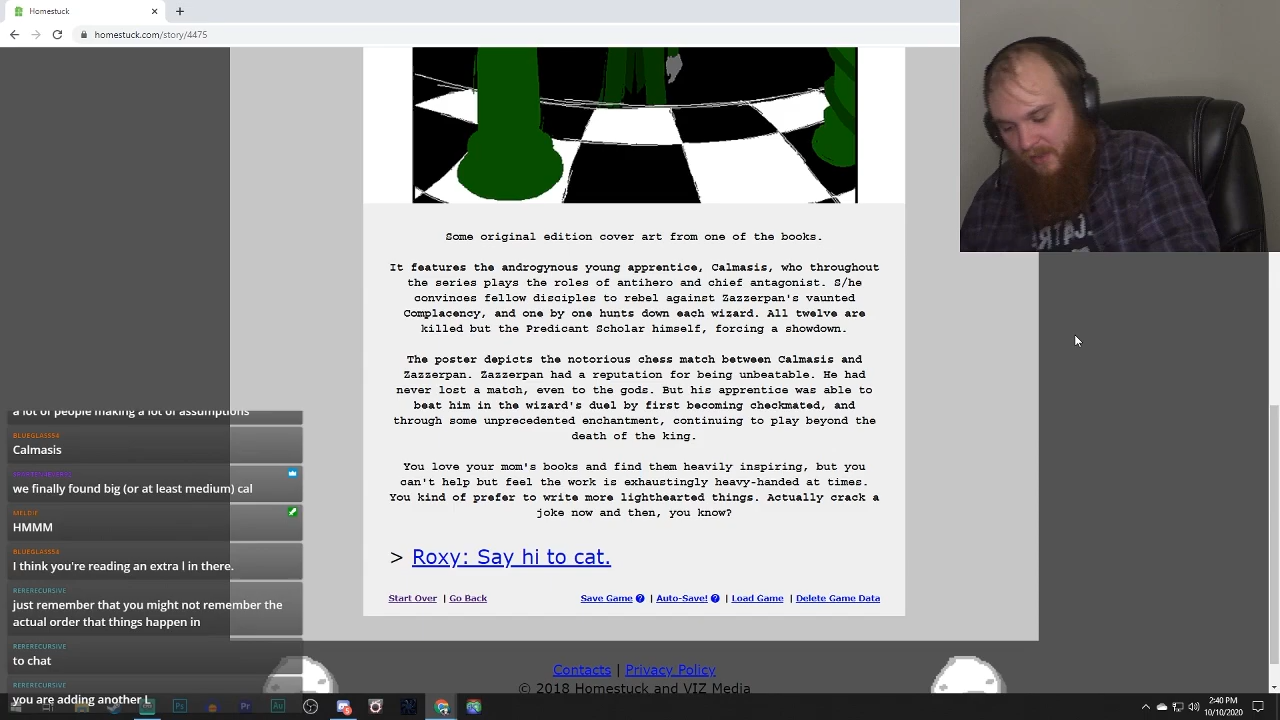 Homestuck
homestuck.com/story/4475
Some original edition cover art from one of the books.
It features the androgynous young apprentice, Calmasis, who throughout
the series plays the roles of antihero and chief antagonist. S/he
convinces fellow disciples to rebel against Zazzerpan's vaunted
Complacency, and one by one hunts down each wizard. All twelve are
killed but the Predicant Scholar himself, forcing a showdown.
The poster depicts the notorious chess match between Calmasis and
Zazzerpan. Zazzerpan had a reputation for being unbeatable. He had
never lost a match, even to the gods. But his apprentice was able to
beat him in the wizard's duel by first becoming checkmated, and
through some unprecedented enchantment, continuing to play beyond the
death of the king.
You love your mom's books and find them heavily inspiring, but you
can't help but feel the work is exhaustingly heavy-handed at times.
You kind of prefer to write more lighthearted things. Actually crack a
joke now and then, you know?
> Roxy: Say hi to cat.
Start Over | Go Back Save Game ? | Auto-Save! ? | Load Game | Delete Game Data
Contacts | Privacy Policy
© 2018 Homestuck and VIZ Media
a lot of people making a lot of assumptions
BLUEGLASS56
Calmasis
we finally found big (or at least medium) cal
MELDIE
HMMM
BLUEGLASS56
I think you're reading an extra l in there.
RERERECURSIVE
just remember that you might not remember the
actual order that things happen in
RERERECURSIVE
to chat
RERERECURSIVE
you are adding another L
2:40 PM
10/10/2020